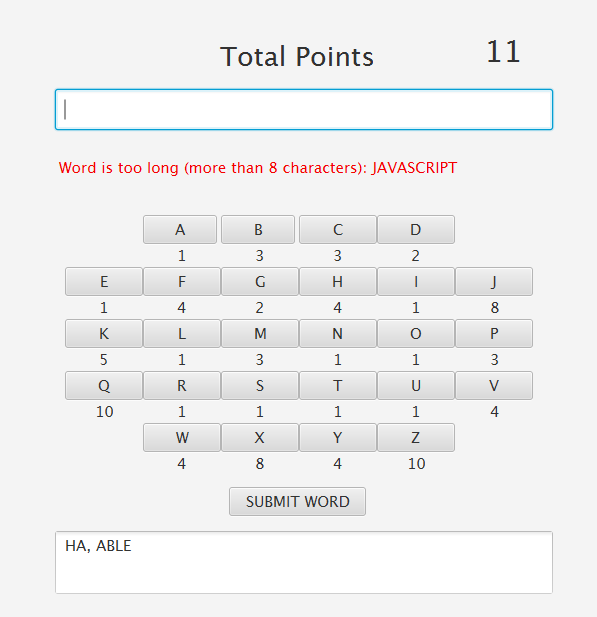 Total Points 11
Word is too long (more than 8 characters): JAVASCRIPT
A B C D
1 3 3 2
E F G H I J
1 4 2 4 1 8
K L M N O P
5 1 3 1 1 3
Q R S T U V
10 1 1 1 1 4
W X Y Z
4 8 4 10
SUBMIT WORD
HA, ABLE